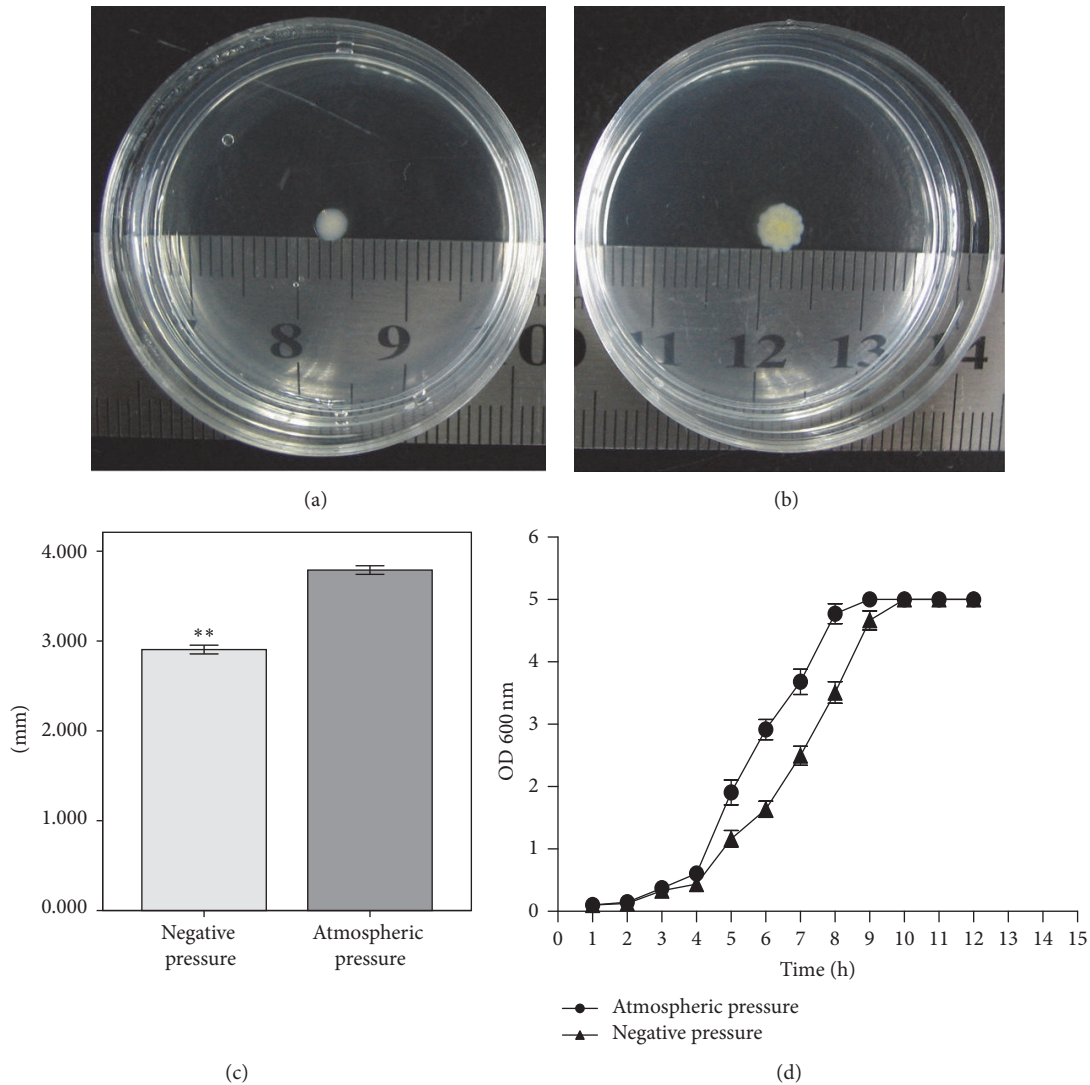 8 9 0
11 12 13 14
(a)
(b)
4.000
3.000
2.000
1.000
0.000
(mm)
**
Negative
pressure
Atmospheric
pressure
(c)
6
5
4
3
2
1
0
OD 600 nm
0 1 2 3 4 5 6 7 8 9 10 11 12 13 14 15
Time (h)
Atmospheric pressure
Negative pressure
(d)